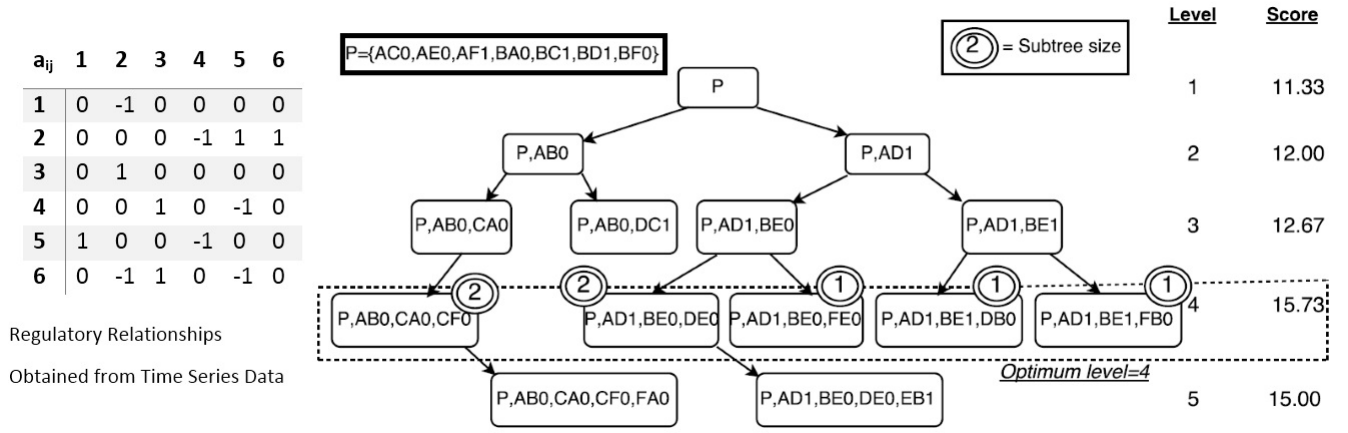 a_ij 1 2 3 4 5 6
1 0 -1 0 0 0 0
2 0 0 0 -1 1 1
3 0 1 0 0 0 0
4 0 0 1 0 -1 0
5 1 0 0 -1 0 0
6 0 -1 1 0 -1 0
Regulatory Relationships
Obtained from Time Series Data
P={AC0,AE0,AF1,BA0,BC1,BD1,BF0}
2 = Subtree size
Level Score
P
1 11.33
P,AB0 P,AD1
2 12.00
P,AB0,CA0 P,AB0,DC1 P,AD1,BE0 P,AD1,BE1
3 12.67
2 2 1 1 1
P,AB0,CA0,CF0 P,AD1,BE0,DE0 P,AD1,BE0,FE0 P,AD1,BE1,DB0 P,AD1,BE1,FB0
4 15.73
Optimum level=4
P,AB0,CA0,CF0,FA0 P,AD1,BE0,DE0,EB1
5 15.00